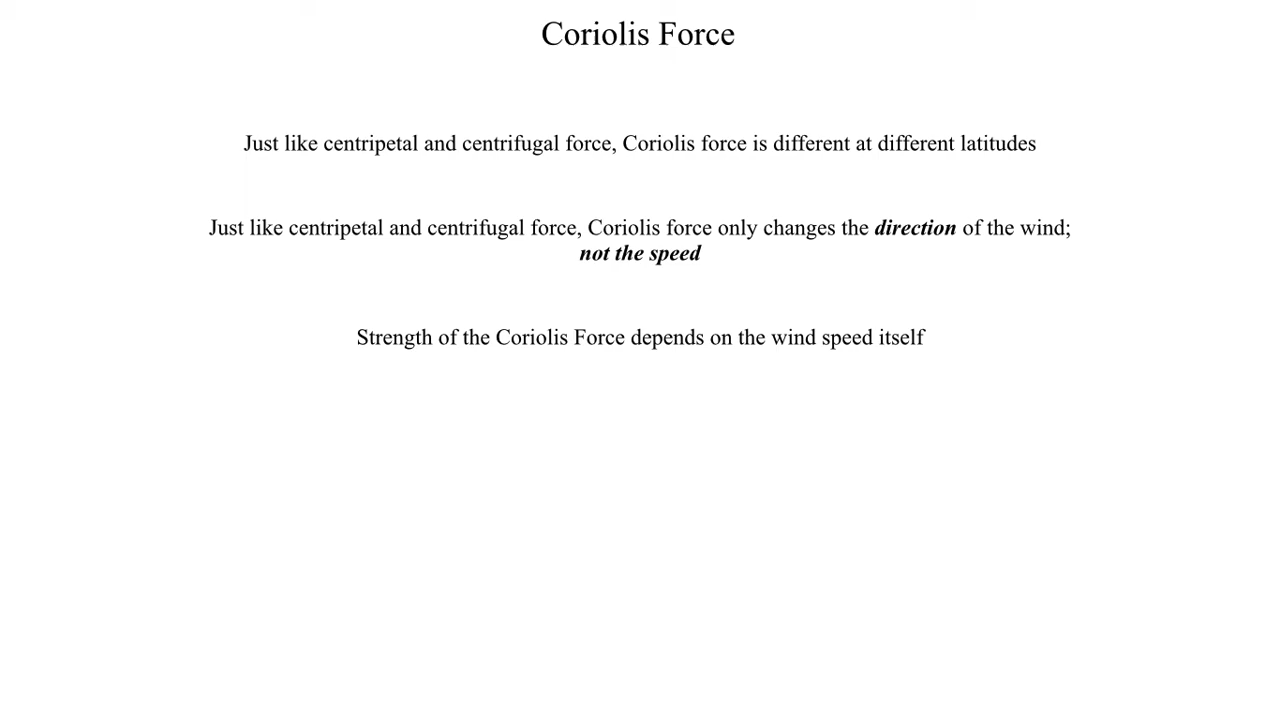 Coriolis Force
Just like centripetal and centrifugal force, Coriolis force is different at different latitudes
Just like centripetal and centrifugal force, Coriolis force only changes the direction of the wind;
not the speed
Strength of the Coriolis Force depends on the wind speed itself